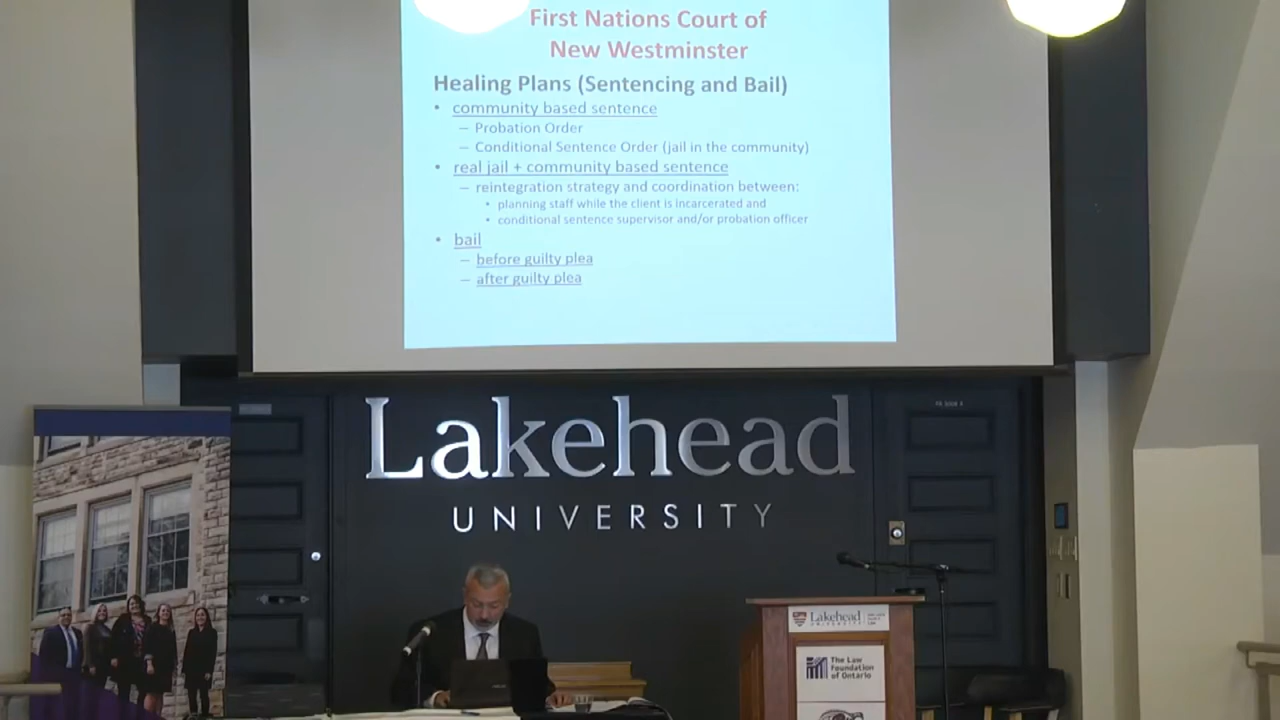 First Nations Court of
New Westminster
Healing Plans (Sentencing and Bail)
• community based sentence
– Probation Order
– Conditional Sentence Order (jail in the community)
• real jail + community based sentence
– reintegration strategy and coordination between:
• planning staff while the client is incarcerated and
• conditional sentence supervisor and/or probation officer
• bail
– before guilty plea
– after guilty plea
Lakehead
UNIVERSITY
Lakehead
UNIVERSITY
The Law
Foundation
of Ontario